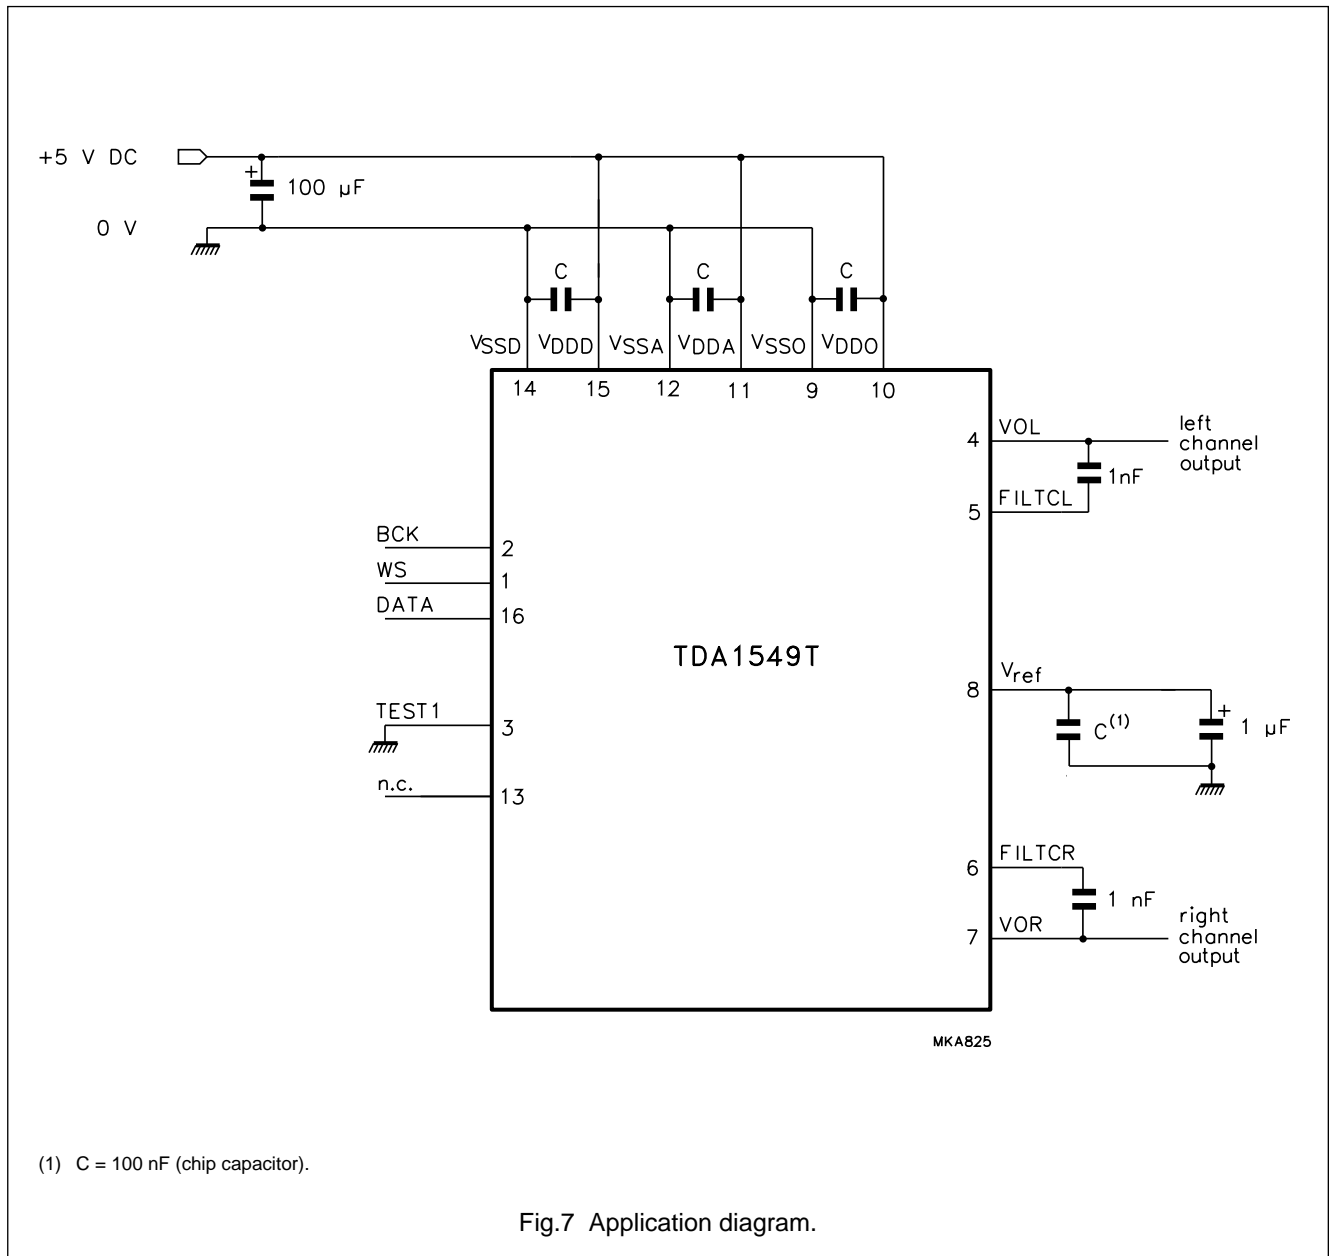 +5 V DC
+
100 µF
0 V
C
C
C
VSSD
VDDD
VSSA
VDDA
VSSO
VDDO
14
15
12
11
9
10
4
VOL
left
channel
output
1nF
5
FILTCL
BCK
2
WS
1
DATA
16
TDA1549T
8
Vref
C(1)
+
1 µF
TEST1
3
n.c.
13
6
FILTCR
1 nF
7
VOR
right
channel
output
MKA825
(1) C = 100 nF (chip capacitor).
Fig.7 Application diagram.